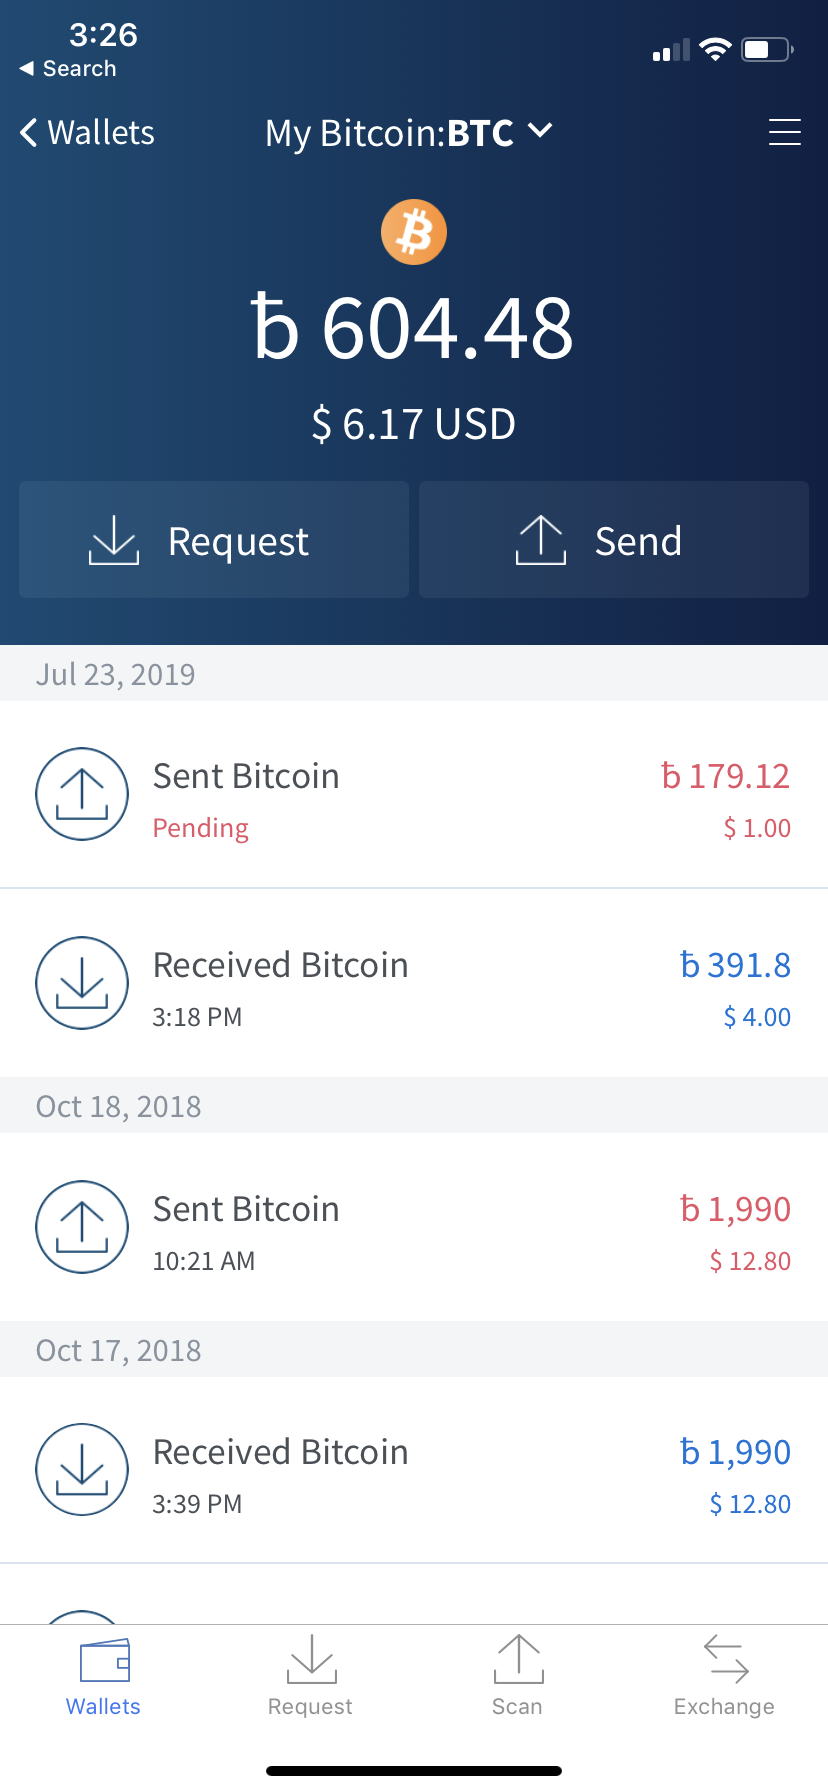 3:26
◀ Search
Wallets
My Bitcoin:BTC
ƀ 604.48
$ 6.17 USD
Request
Send
Jul 23, 2019
Sent Bitcoin
ƀ 179.12
Pending
$ 1.00
Received Bitcoin
ƀ 391.8
3:18 PM
$ 4.00
Oct 18, 2018
Sent Bitcoin
ƀ 1,990
10:21 AM
$ 12.80
Oct 17, 2018
Received Bitcoin
ƀ 1,990
3:39 PM
$ 12.80
Wallets
Request
Scan
Exchange